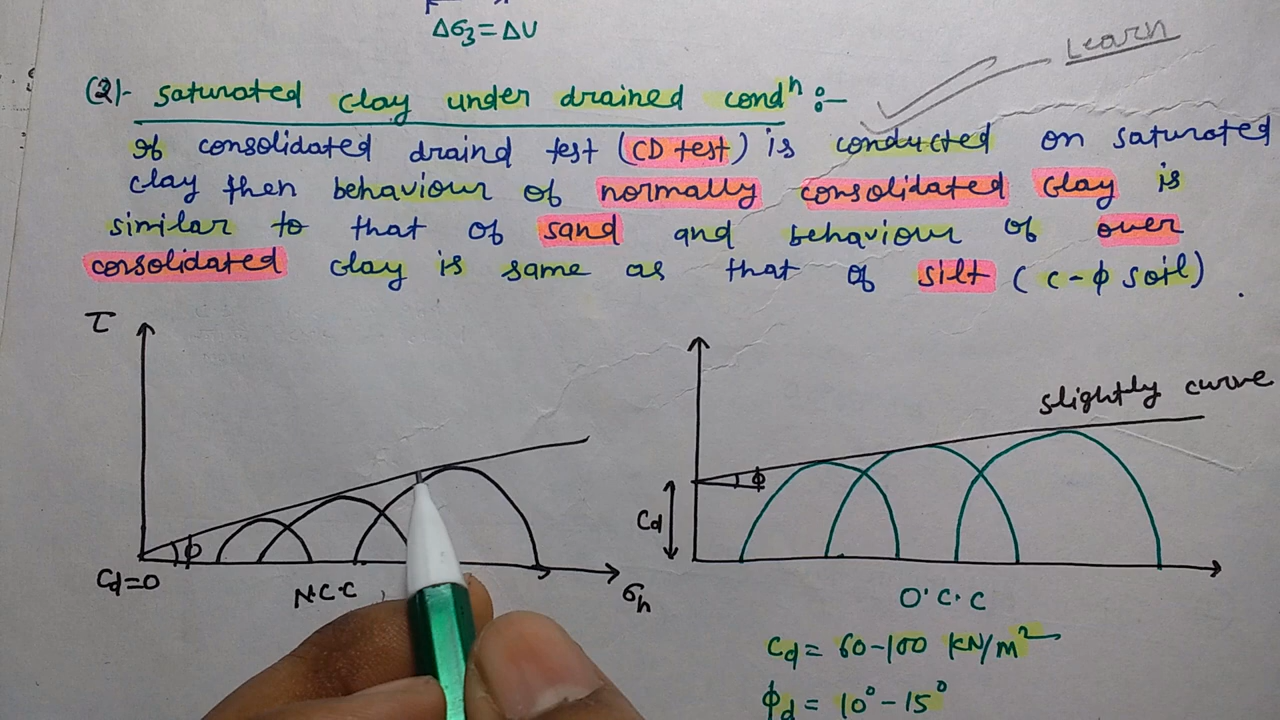 Δσ3 = ΔU
Learn
(2)- saturated clay under drained condⁿ :-
If consolidated draind test (CD test) is conducted on saturated
clay then behaviour of normally consolidated clay is
similar to that of sand and behaviour of over
consolidated clay is same as that of silt (c-ϕ soil)
τ
slightly curve
ϕ
ϕ
Cd
Cd=0
N.C.C
σn
O.C.C
Cd = 60-100 KN/m²
ϕd = 10°-15°